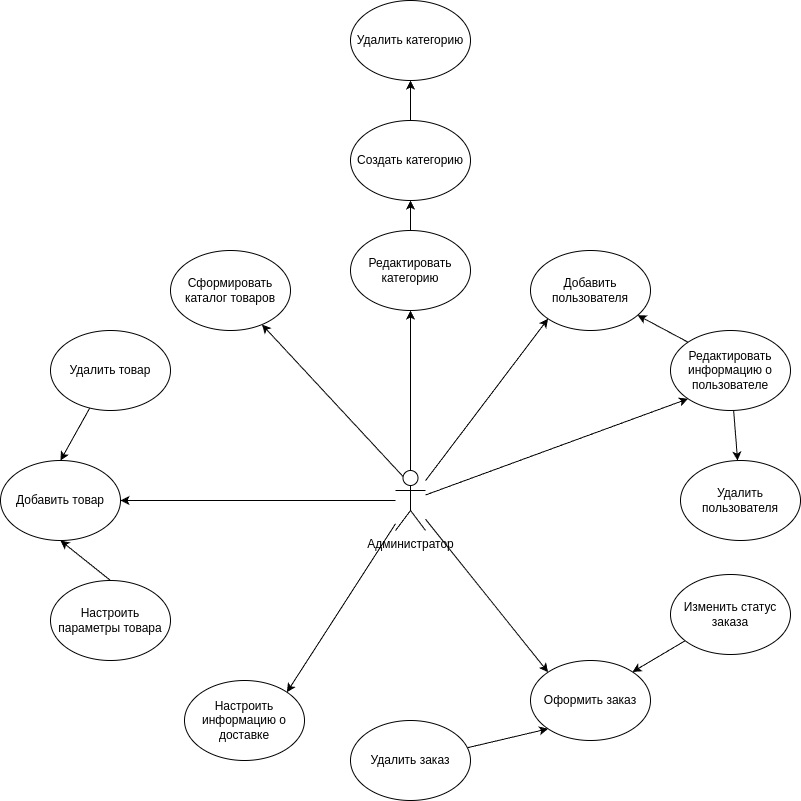 Удалить категорию
Создать категорию
Редактировать
категорию
Сформировать
каталог товаров
Добавить
пользователя
Удалить товар
Редактировать
информацию о
пользователе
Добавить товар
Удалить
пользователя
Администратор
Настроить
параметры товара
Изменить статус
заказа
Настроить
информацию о
доставке
Оформить заказ
Удалить заказ